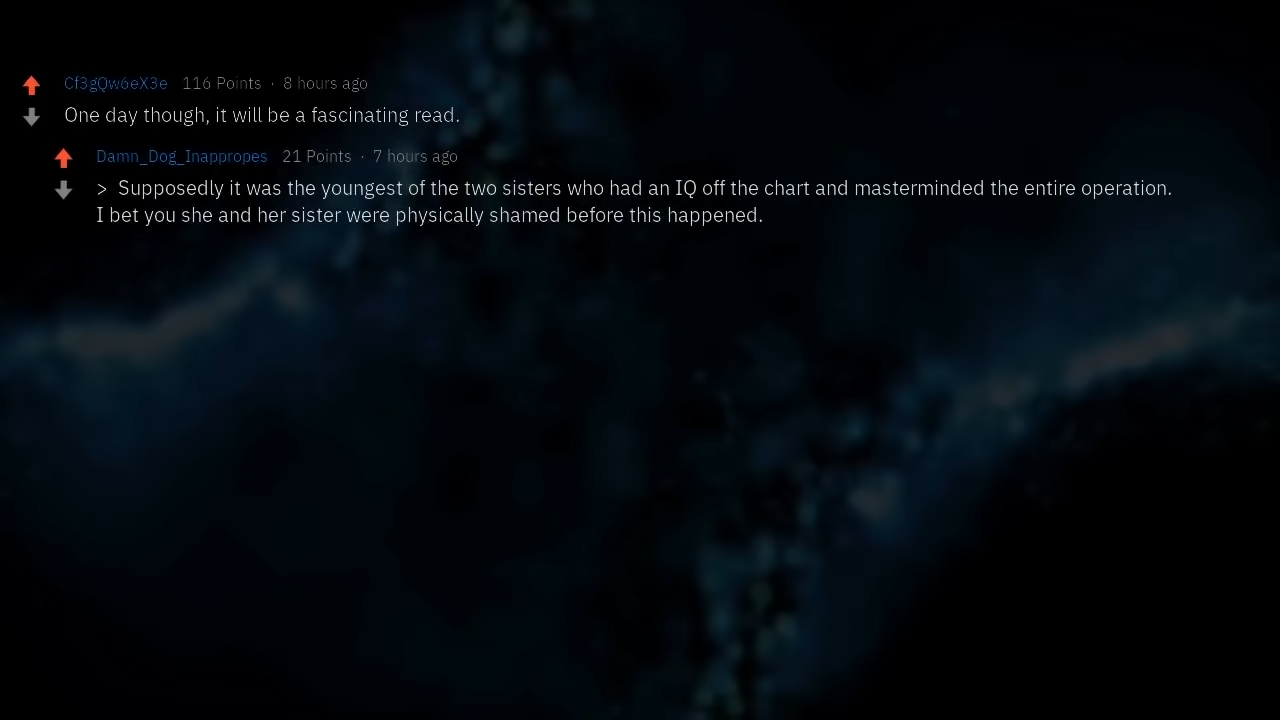 Cf3gQw6eX3e 116 Points · 8 hours ago
One day though, it will be a fascinating read.
Damn_Dog_Inappropes 21 Points · 7 hours ago
> Supposedly it was the youngest of the two sisters who had an IQ off the chart and masterminded the entire operation.
I bet you she and her sister were physically shamed before this happened.